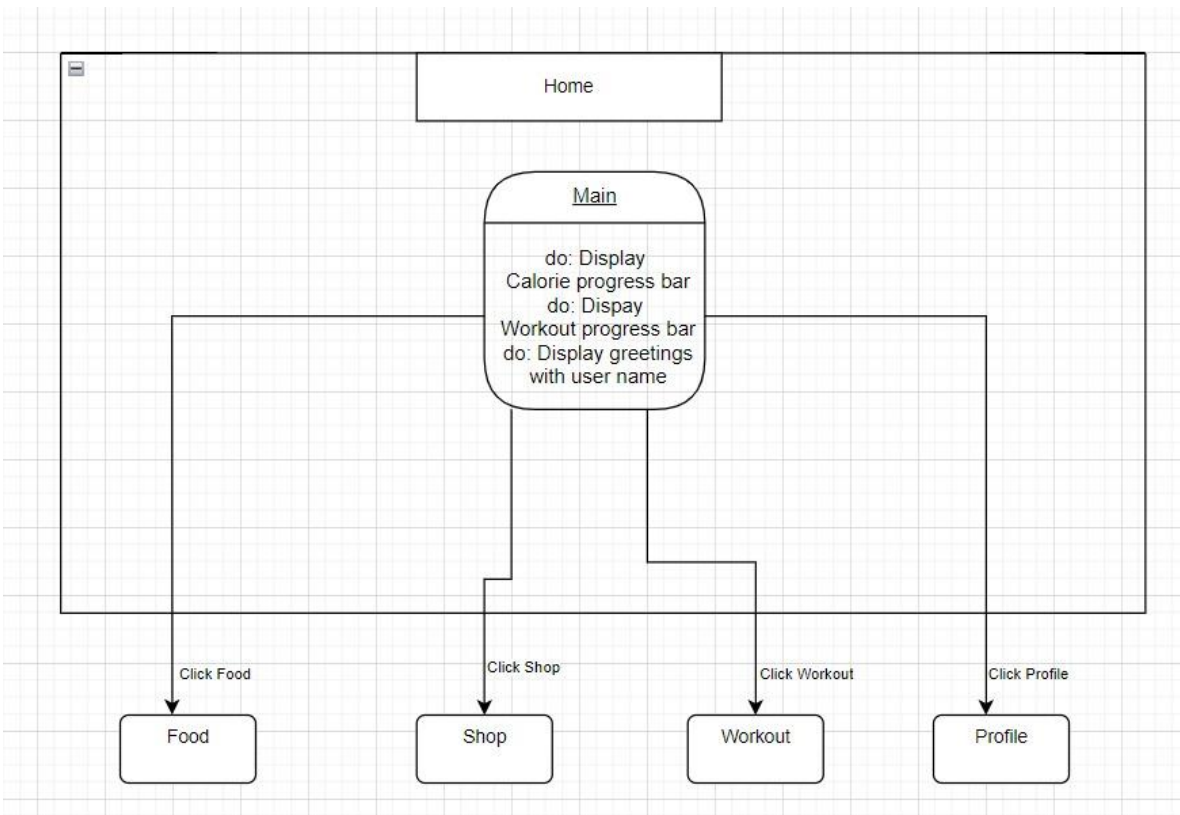 Home
Main
do: Display
Calorie progress bar
do: Dispay
Workout progress bar
do: Display greetings
with user name
Click Food
Click Shop
Click Workout
Click Profile
Food
Shop
Workout
Profile